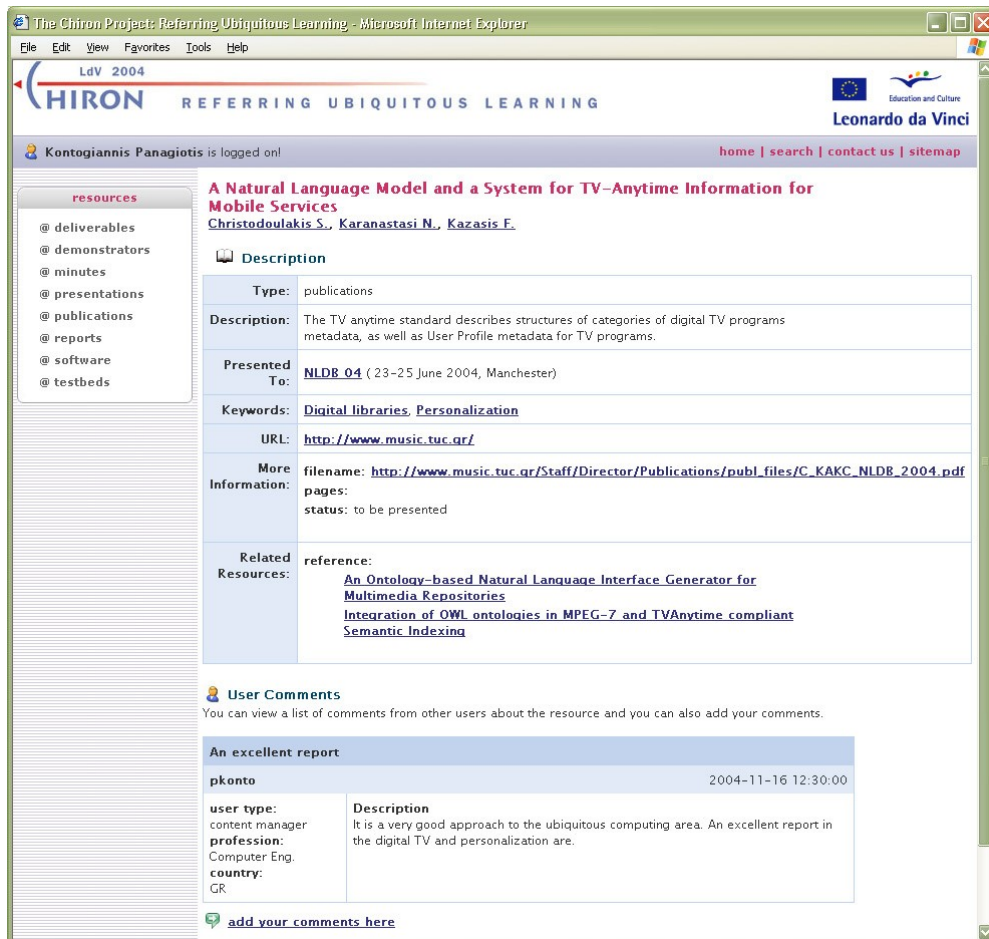 The Chiron Project: Referring Ubiquitous Learning - Microsoft Internet Explorer
File Edit View Favorites Tools Help
LdV 2004
CHIRON REFERRING UBIQUITOUS LEARNING
Education and Culture
Leonardo da Vinci
Kontogiannis Panagiotis is logged on!
home | search | contact us | sitemap
resources
@ deliverables
@ demonstrators
@ minutes
@ presentations
@ publications
@ reports
@ software
@ testbeds
A Natural Language Model and a System for TV-Anytime Information for
Mobile Services
Christodoulakis S., Karanastasi N., Kazasis F.
Description
Type: publications
Description: The TV anytime standard describes structures of categories of digital TV programs
metadata, as well as User Profile metadata for TV programs.
Presented
To: NLDB 04 ( 23-25 June 2004, Manchester)
Keywords: Digital libraries, Personalization
URL: http://www.music.tuc.gr/
More
Information:
filename: http://www.music.tuc.gr/Staff/Director/Publications/publ_files/C_KAKC_NLDB_2004.pdf
pages:
status: to be presented
Related
Resources:
reference:
An Ontology-based Natural Language Interface Generator for
Multimedia Repositories
Integration of OWL ontologies in MPEG-7 and TVAnytime compliant
Semantic Indexing
User Comments
You can view a list of comments from other users about the resource and you can also add your comments.
An excellent report
pkonto 2004-11-16 12:30:00
user type:
content manager
profession:
Computer Eng.
country:
GR
Description
It is a very good approach to the ubiquitous computing area. An excellent report in
the digital TV and personalization are.
add your comments here